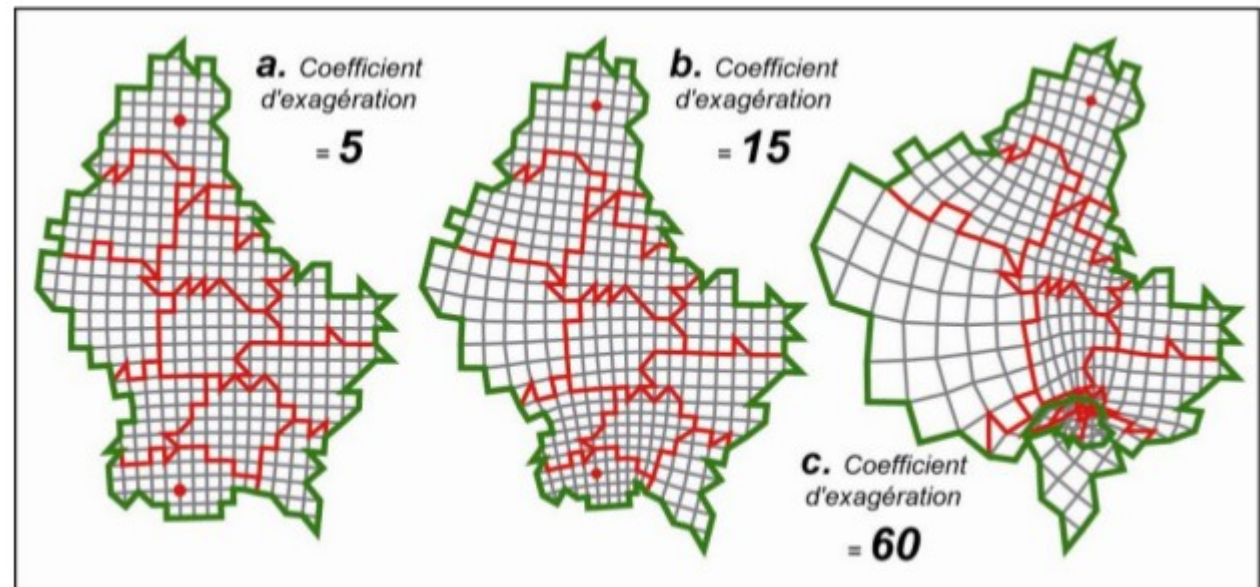 a. Coefficient
d'exagération
= 5
b. Coefficient
d'exagération
= 15
c. Coefficient
d'exagération
= 60